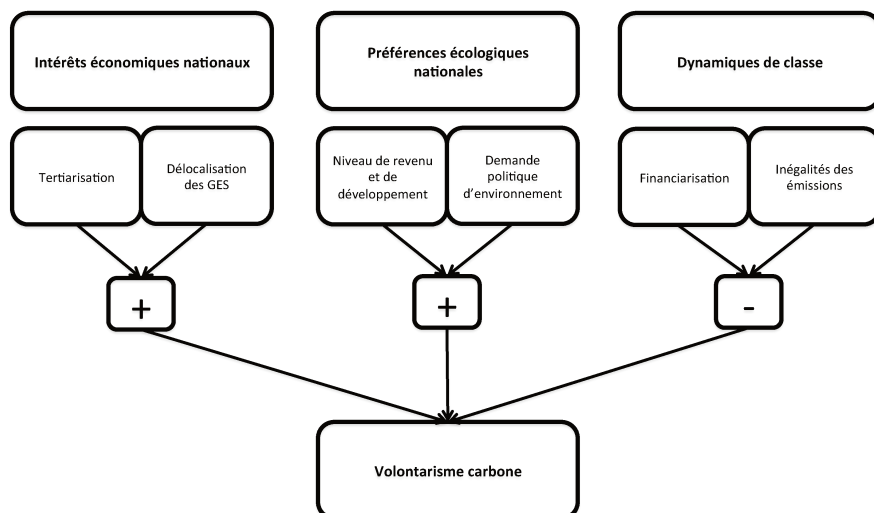 Intérêts économiques nationaux
Préférences écologiques
nationales
Dynamiques de classe
Tertiarisation
Délocalisation
des GES
Niveau de revenu
et de
développement
Demande
politique
d'environnement
Financiarisation
Inégalités des
émissions
+
+
-
Volontarisme carbone